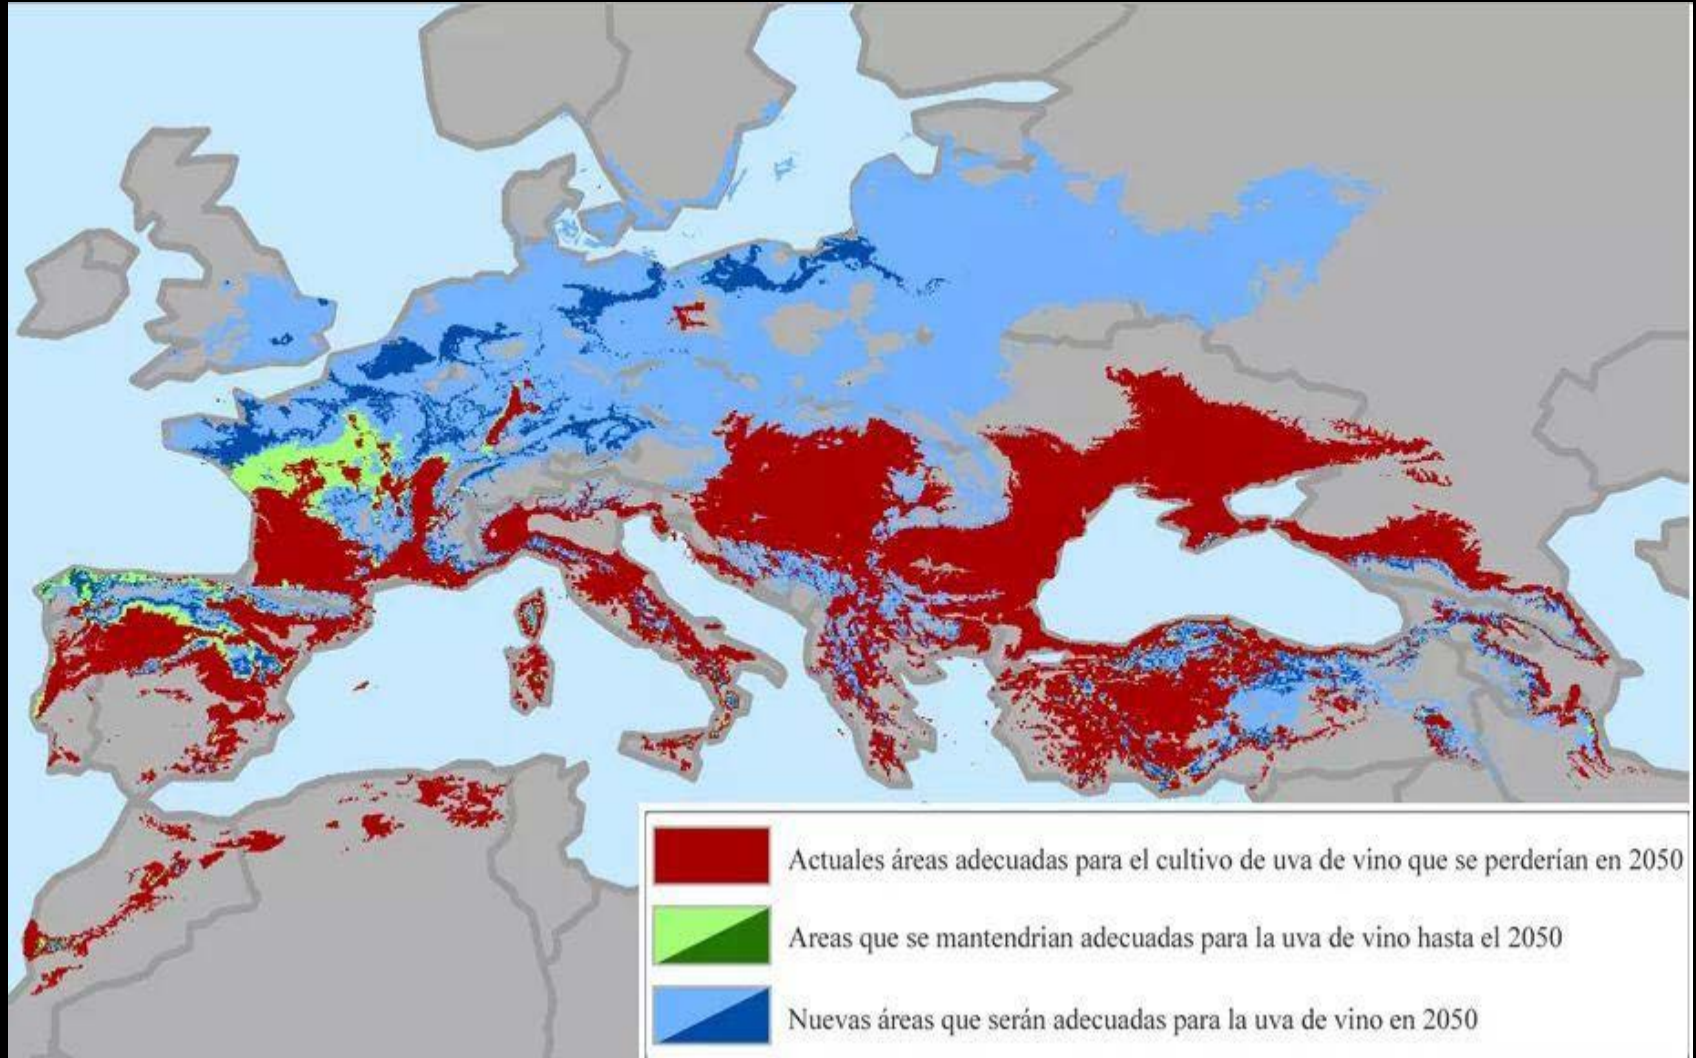 Actuales áreas adecuadas para el cultivo de uva de vino que se perderían en 2050
Areas que se mantendrian adecuadas para la uva de vino hasta el 2050
Nuevas áreas que serán adecuadas para la uva de vino en 2050